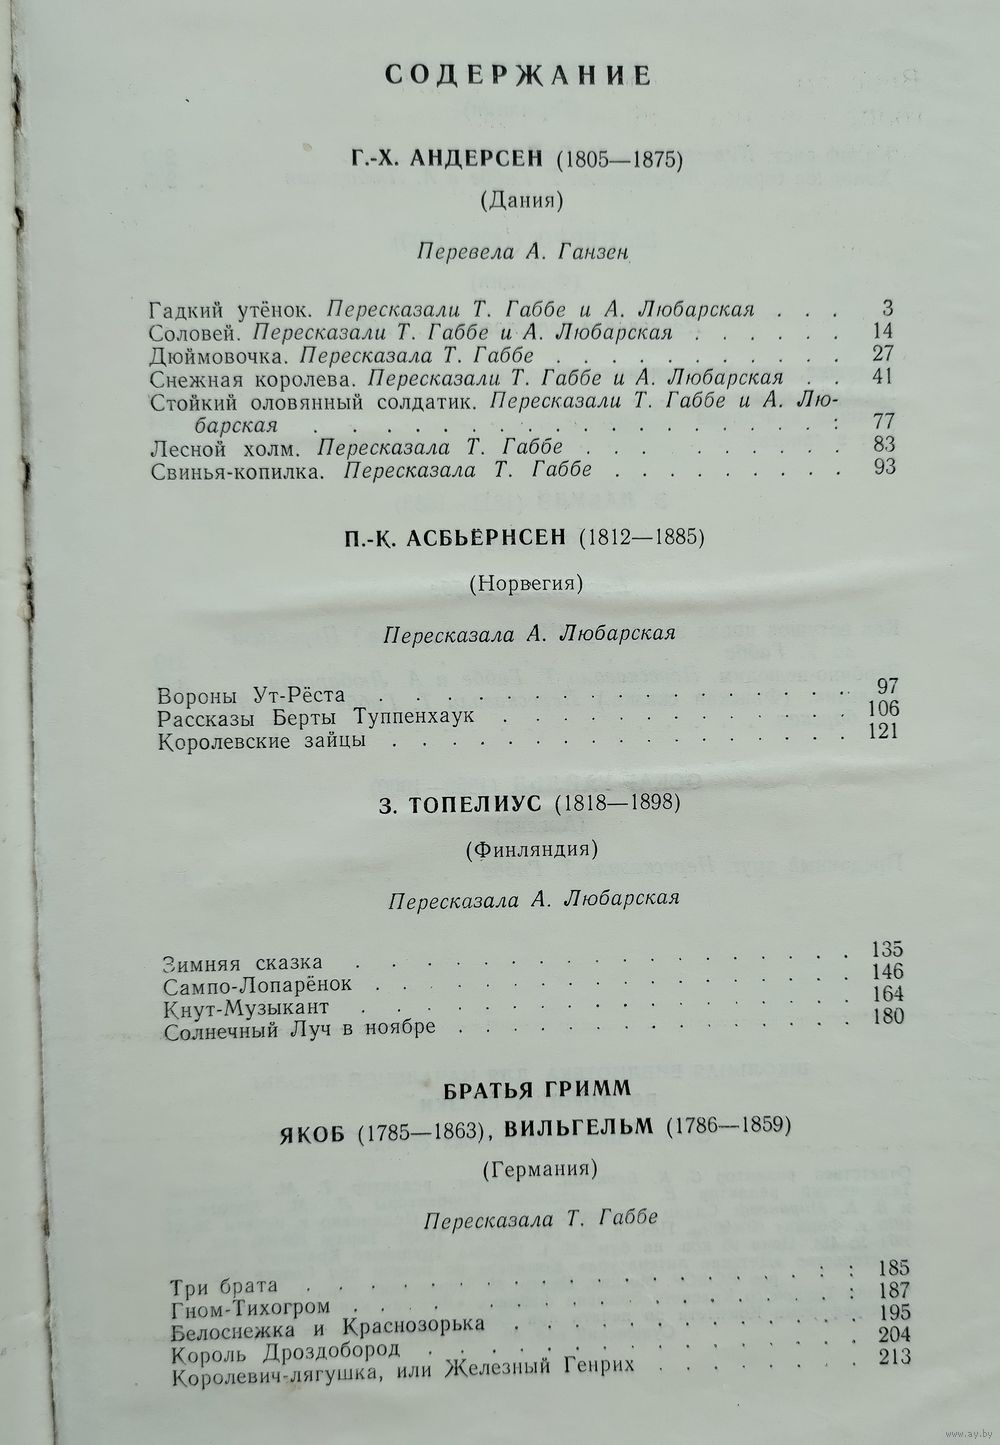 СОДЕРЖАНИЕ
Г.-Х. АНДЕРСЕН (1805—1875)
(Дания)
Перевела А. Ганзен
Гадкий утёнок. Пересказали Т. Габбе и А. Любарская . . . 3
Соловей. Пересказали Т. Габбе и А. Любарская . . . . . . 14
Дюймовочка. Пересказала Т. Габбе . . . . . . . . . . . 27
Снежная королева. Пересказали Т. Габбе и А. Любарская . . 41
Стойкий оловянный солдатик. Пересказали Т. Габбе и А. Лю-
барская . . . . . . . . . . . . . . . . . . 77
Лесной холм. Пересказала Т. Габбе . . . . . . . . . . 83
Свинья-копилка. Пересказала Т. Габбе . . . . . . . . . 93
П.-К. АСБЬЁРНСЕН (1812—1885)
(Норвегия)
Пересказала А. Любарская
Вороны Ут-Рёста . . . . . . . . . . . . . . . . . 97
Рассказы Берты Туппенхаук . . . . . . . . . . . . . 106
Королевские зайцы . . . . . . . . . . . . . . . . . 121
З. ТОПЕЛИУС (1818—1898)
(Финляндия)
Пересказала А. Любарская
Зимняя сказка . . . . . . . . . . . . . . . . . . 135
Сампо-Лопарёнок . . . . . . . . . . . . . . . . . 146
Кнут-Музыкант . . . . . . . . . . . . . . . . . . 164
Солнечный Луч в ноябре . . . . . . . . . . . . . . 180
БРАТЬЯ ГРИММ
ЯКОБ (1785—1863), ВИЛЬГЕЛЬМ (1786—1859)
(Германия)
Пересказала Т. Габбе
Три брата . . . . . . . . . . . . . . . . . . . . 185
Гном-Тихогром . . . . . . . . . . . . . . . . . . 187
Белоснежка и Краснозорька . . . . . . . . . . . . . 195
Король Дроздобород . . . . . . . . . . . . . . . . 204
Королевич-лягушка, или Железный Генрих . . . . . . . . 213
www.ay.by